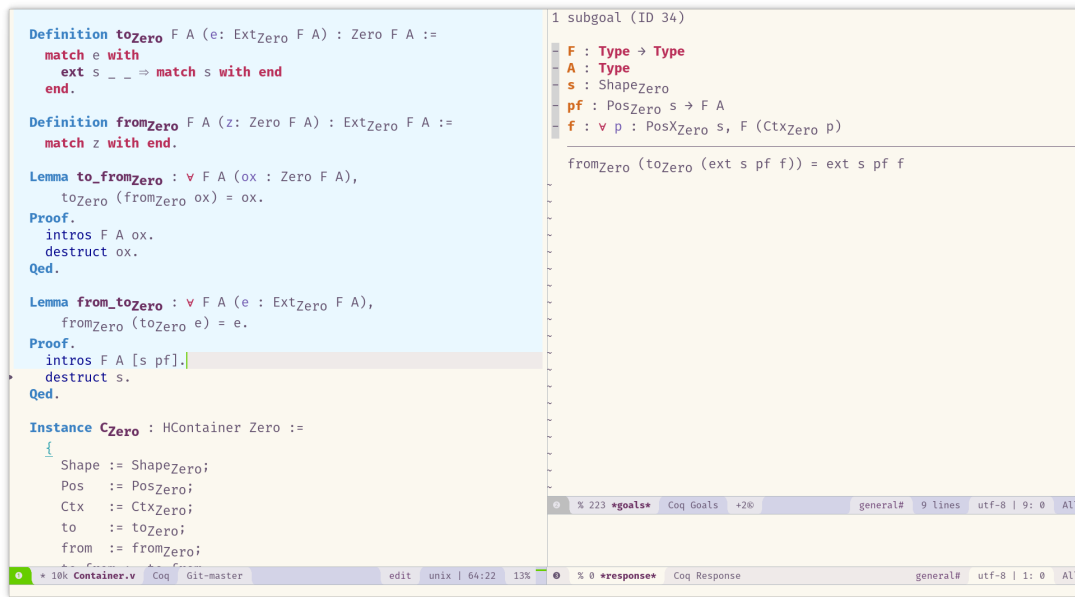 Definition toZero F A (e: ExtZero F A) : Zero F A :=
match e with
ext s _ _ ⇒ match s with end
end.
Definition fromZero F A (z: Zero F A) : ExtZero F A :=
match z with end.
Lemma to_fromZero : ∀ F A (ox : Zero F A),
toZero (fromZero ox) = ox.
Proof.
intros F A ox.
destruct ox.
Qed.
Lemma from_toZero : ∀ F A (e : ExtZero F A),
fromZero (toZero e) = e.
Proof.
intros F A [s pf].
destruct s.
Qed.
Instance CZero : HContainer Zero :=
{
Shape := ShapeZero;
Pos := PosZero;
Ctx := CtxZero;
to := toZero;
from := fromZero;
❶ * 10k Container.v Coq Git-master edit unix | 64:22 13%
1 subgoal (ID 34)
F : Type → Type
A : Type
s : ShapeZero
pf : PosZero s → F A
f : ∀ p : PosXZero s, F (CtxZero p)
fromZero (toZero (ext s pf f)) = ext s pf f
❷ % 223 *goals* Coq Goals +2© general# 9 lines utf-8 | 9: 0 Al
❸ % 0 *response* Coq Response general# utf-8 | 1: 0 Al